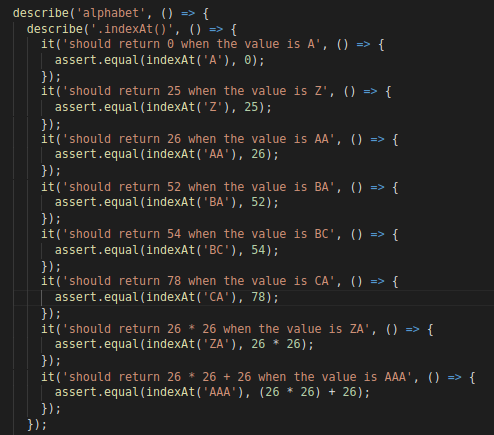 describe('alphabet', () => {
  describe('.indexAt()', () => {
    it('should return 0 when the value is A', () => {
      assert.equal(indexAt('A'), 0);
    });
    it('should return 25 when the value is Z', () => {
      assert.equal(indexAt('Z'), 25);
    });
    it('should return 26 when the value is AA', () => {
      assert.equal(indexAt('AA'), 26);
    });
    it('should return 52 when the value is BA', () => {
      assert.equal(indexAt('BA'), 52);
    });
    it('should return 54 when the value is BC', () => {
      assert.equal(indexAt('BC'), 54);
    });
    it('should return 78 when the value is CA', () => {
      assert.equal(indexAt('CA'), 78);
    });
    it('should return 26 * 26 when the value is ZA', () => {
      assert.equal(indexAt('ZA'), 26 * 26);
    });
    it('should return 26 * 26 + 26 when the value is AAA', () => {
      assert.equal(indexAt('AAA'), (26 * 26) + 26);
    });
  });